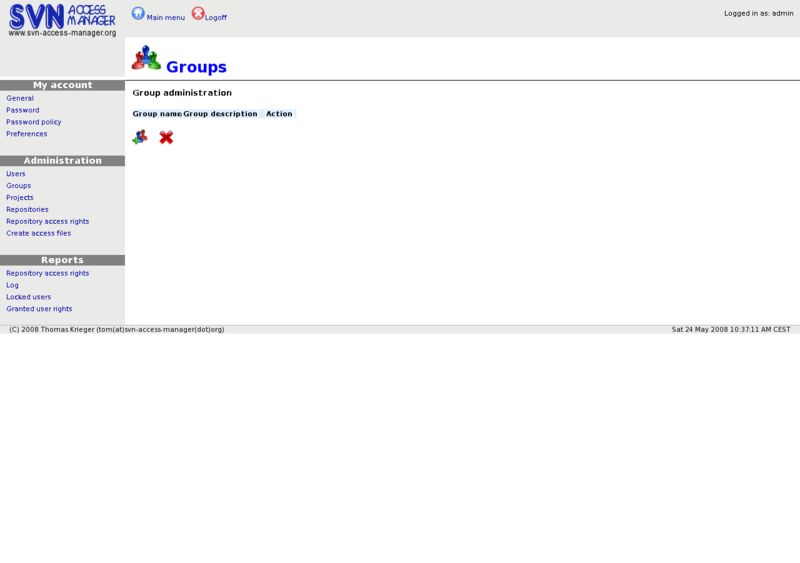 SVN ACCESS MANAGER
www.svn-access-manager.org
Main menu Logoff
Logged in as: admin
Groups
My account
General
Password
Password policy
Preferences
Administration
Users
Groups
Projects
Repositories
Repository access rights
Create access files
Reports
Repository access rights
Log
Locked users
Granted user rights
Group administration
Group name Group description Action
(C) 2008 Thomas Krieger (tom(at)svn-access-manager(dot)org)
Sat 24 May 2008 10:37:11 AM CEST